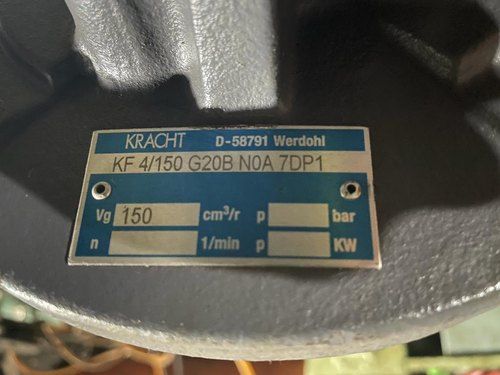 KRACHT D-58791 Werdohl
KF 4/150 G20B N0A 7DP1
Vg 150 cm³/r p bar
n 1/min p KW